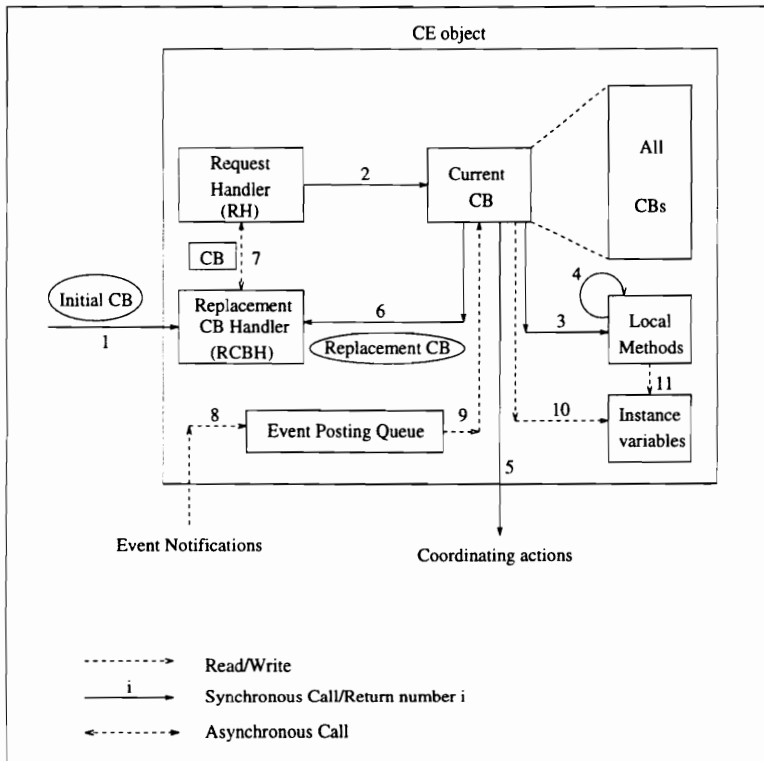 CE object
Request
Handler
(RH)
2
Current
CB
All
CBs
CB
7
Initial CB
1
Replacement
CB Handler
(RCBH)
6
Replacement CB
4
3
Local
Methods
11
8
Event Posting Queue
9
10
Instance
variables
5
Event Notifications
Coordinating actions
Read/Write
i
Synchronous Call/Return number i
Asynchronous Call